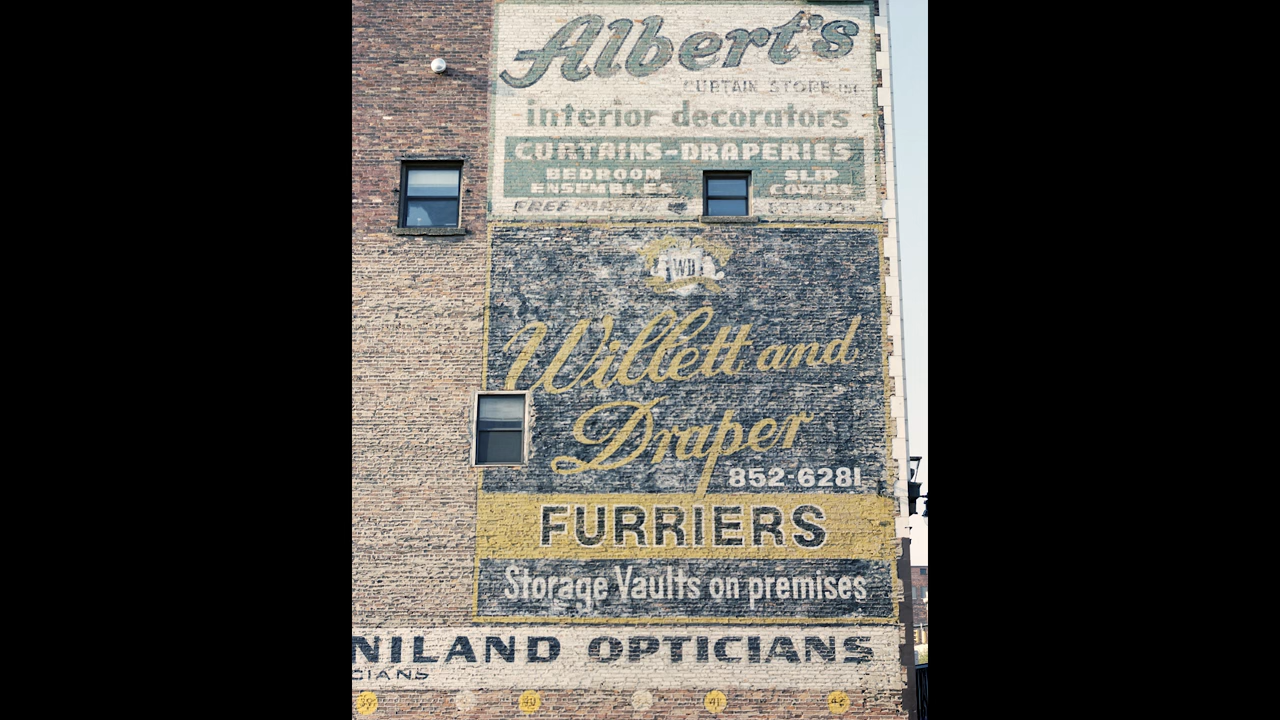 Albert's
CURTAIN STORE INC.
interior decorators
CURTAINS-DRAPERIES
BEDROOM ENSEMBLES
SLIP COVERS
FREE
WD
Willett and
Draper
852-6281
FURRIERS
Storage Vaults on premises
NILAND OPTICIANS
CIANS